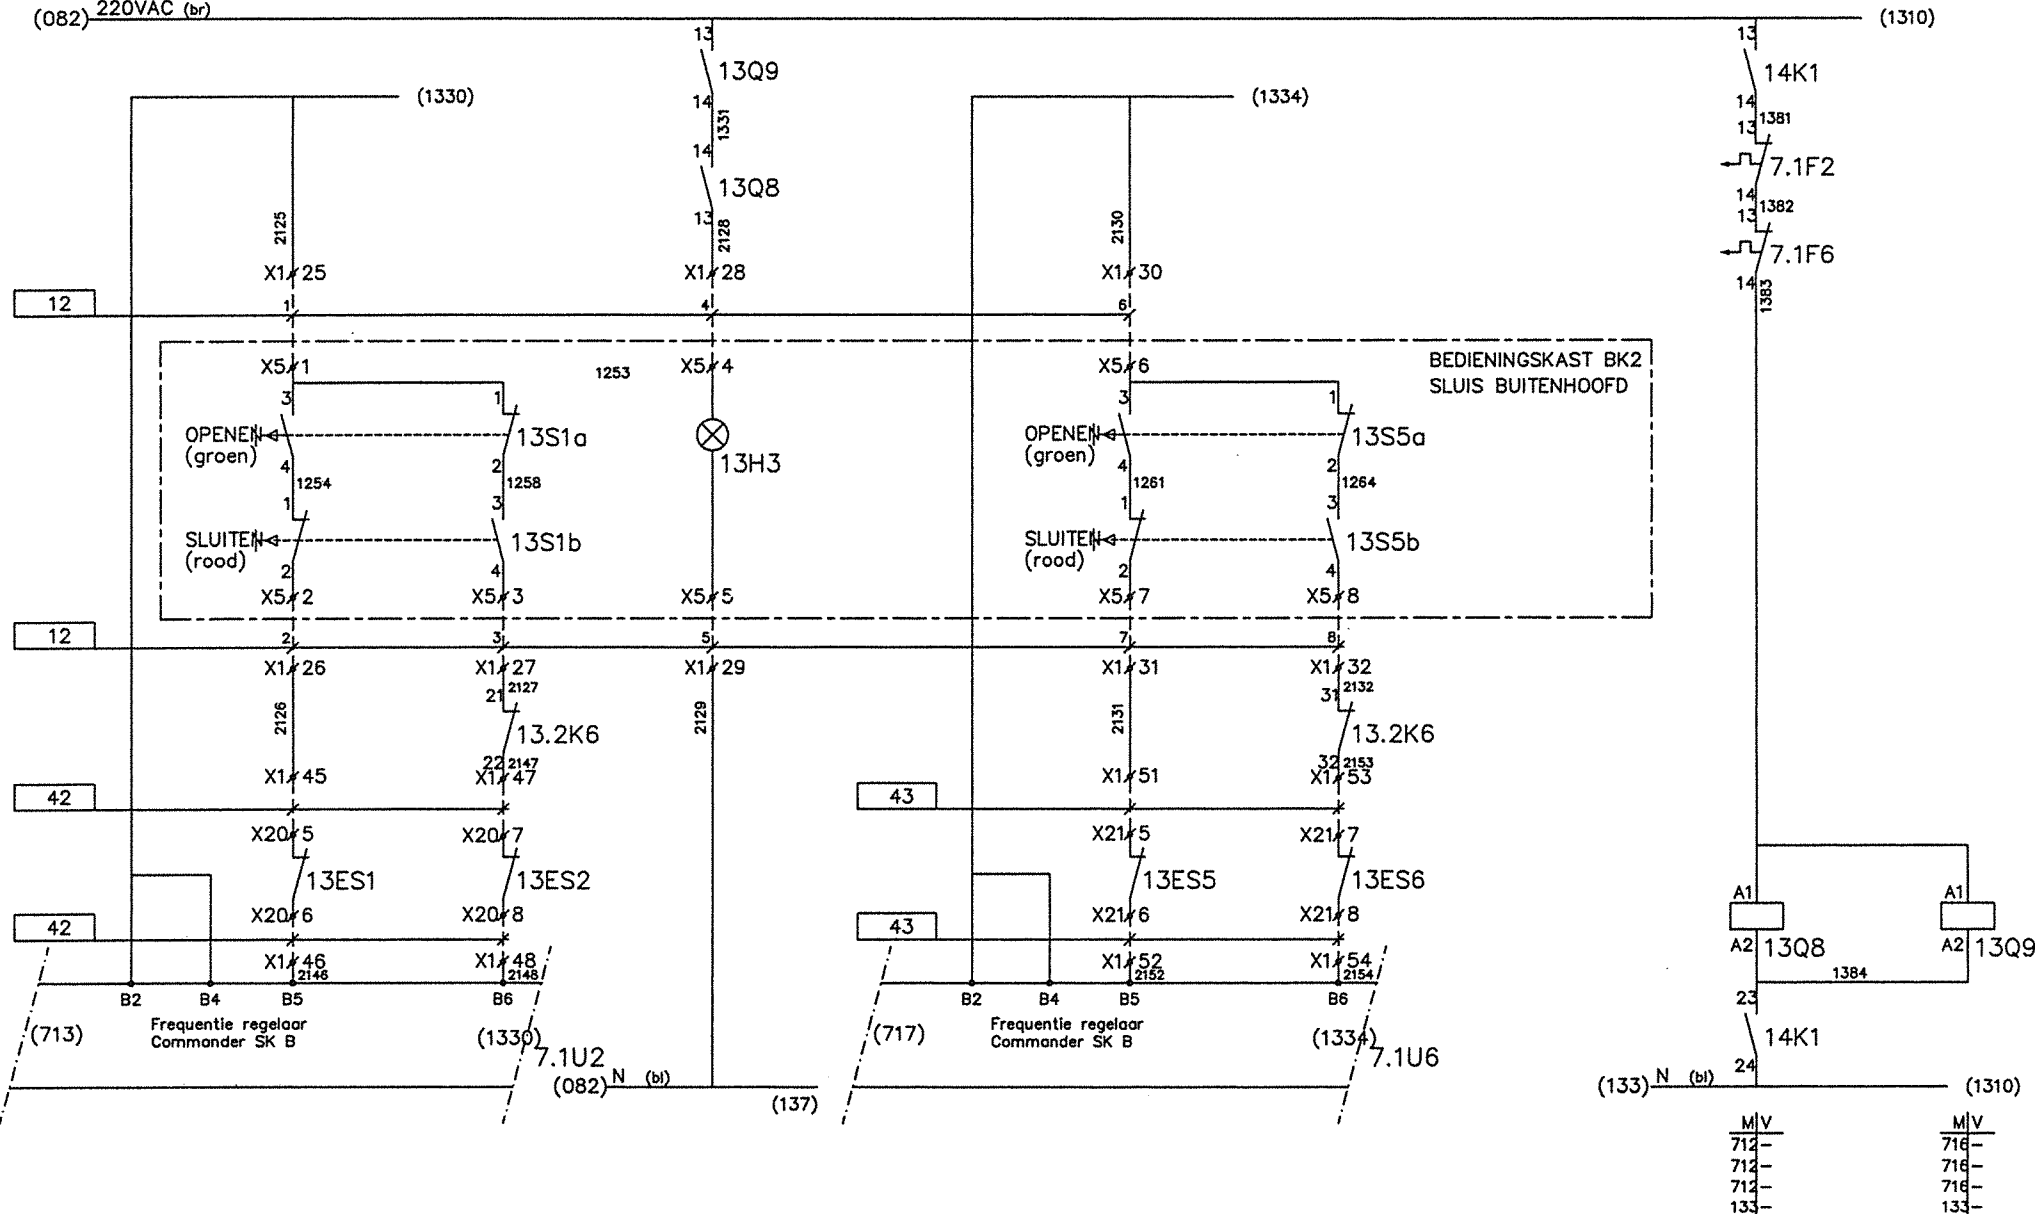 (082) 220VAC (br) (1310)
13 13
13Q9 14K1
(1330) (1334)
14 14
1331 1381
14 13
13Q8 7.1F2
13 14
1382
13
2125 2128 2130 7.1F6
X1 25 X1 28 X1 30 14
1383
12 1 4 6
BEDIENINGSKAST BK2
SLUIS BUITENHOOFD
X5 1 1253 X5 4 X5 6
3 1 3 1
OPENEN 13S1a OPENEN 13S5a
(groen) 13H3 (groen)
4 2 4 2
1254 1258 1261 1264
1 3 1 3
SLUITEN 13S1b SLUITEN 13S5b
(rood) (rood)
2 4 2 4
X5 2 X5 3 X5 5 X5 7 X5 8
12 2 3 5 7 8
X1 26 X1 27 X1 29 X1 31 X1 32
21 2127 31 2132
2126 13.2K6 2129 2131 13.2K6
22 2147 32 2153
X1 45 X1 47 X1 51 X1 53
42 43
X20 5 X20 7 X21 5 X21 7
13ES1 13ES2 13ES5 13ES6
X20 6 X20 8 X21 6 X21 8
A1 A1
42 43
A2 13Q8 A2 13Q9
X1 46 X1 48 X1 52 X1 54
2146 2148 2152 2154
1384
B2 B4 B5 B6 B2 B4 B5 B6
23
Frequentie regelaar Frequentie regelaar
Commander SK B Commander SK B
(713) (1330) (717) (1334) 14K1
7.1U2 7.1U6
24
(082) N (bl) (133) N (bl) (1310)
(137)
M V M V
712 - 716 -
712 - 716 -
712 - 716 -
133 - 133 -